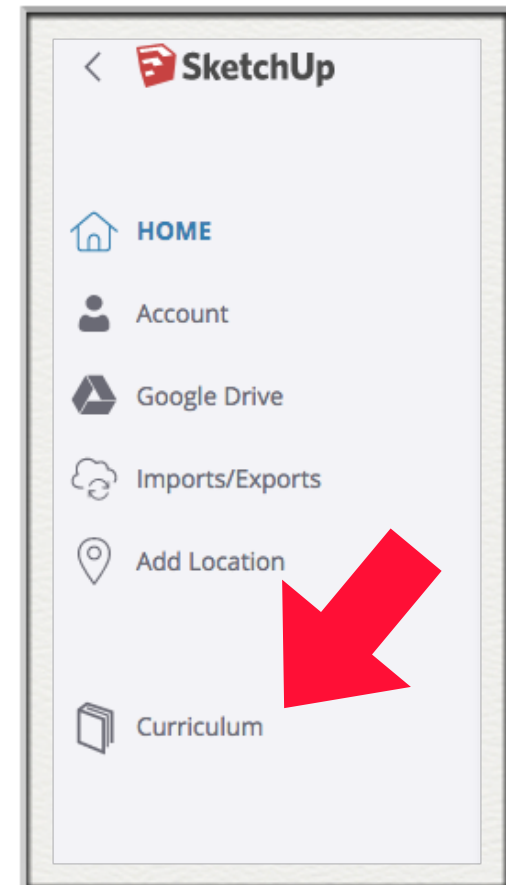 SketchUp
HOME
Account
Google Drive
Imports/Exports
Add Location
Curriculum